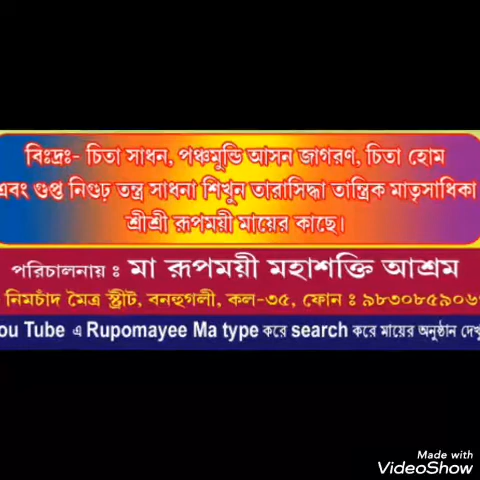 বিঃদ্রঃ- চিতা সাধন, পঞ্চমুন্ডি আসন জাগরণ, চিতা হোম
এবং গুপ্ত নিগুঢ় তন্ত্র সাধনা শিখুন তারাসিদ্ধা তান্ত্রিক মাতৃসাধিকা
শ্রীশ্রী রূপময়ী মায়ের কাছে।
পরিচালনায় : মা রূপময়ী মহাশক্তি আশ্রম
নিমচাঁদ মৈত্র স্ট্রীট, বনহুগলী, কল-৩৫, ফোন : ৯৮৩০৮৫৯০৬
ou Tube এ Rupomayee Ma type করে search করে মায়ের অনুষ্ঠান
Made with
VideoShow